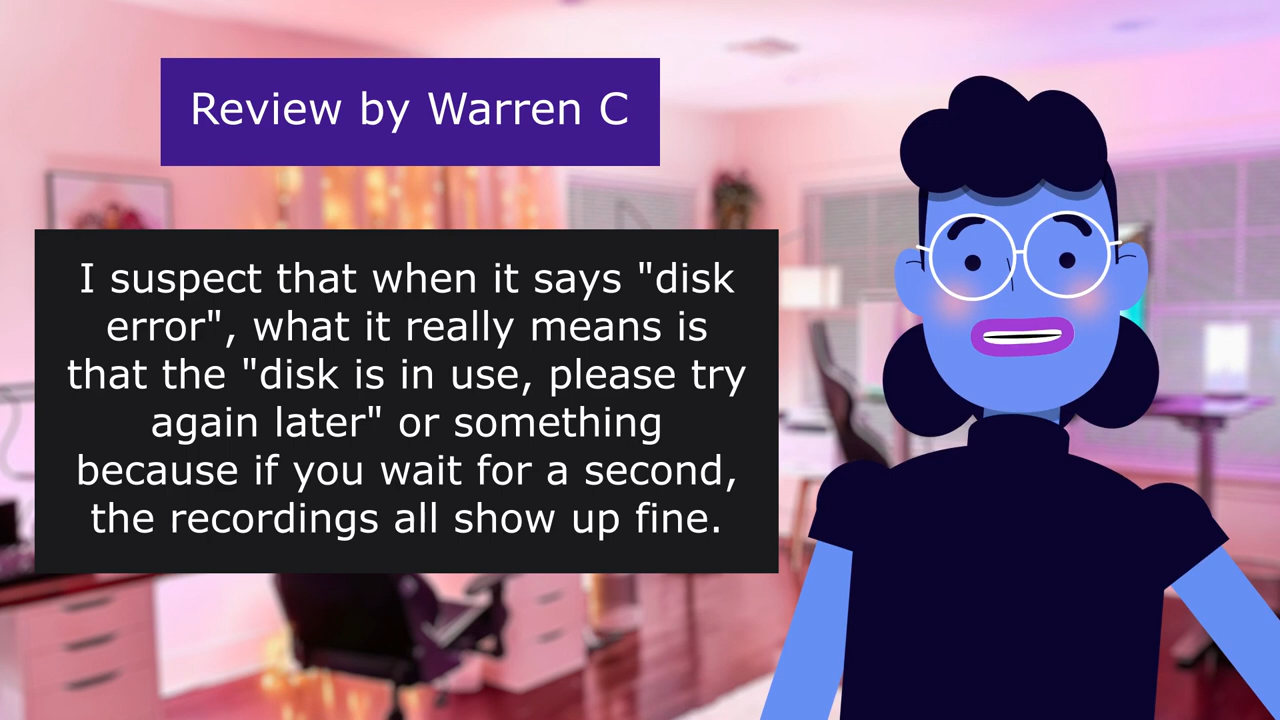 Review by Warren C
I suspect that when it says "disk
error", what it really means is
that the "disk is in use, please try
again later" or something
because if you wait for a second,
the recordings all show up fine.